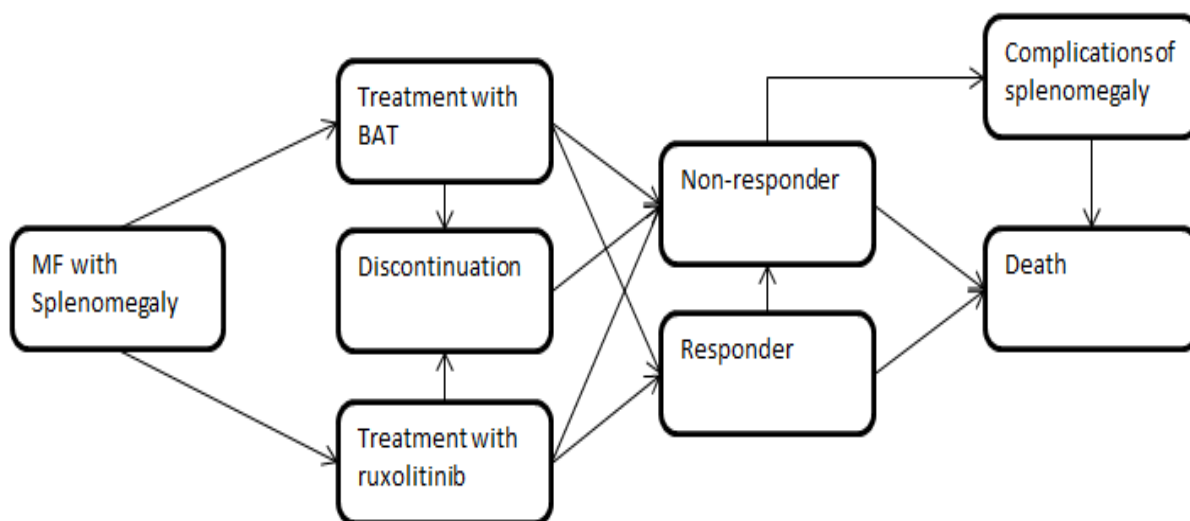 MF with
Splenomegaly
Treatment with
BAT
Discontinuation
Treatment with
ruxolitinib
Non-responder
Responder
Complications of
splenomegaly
Death